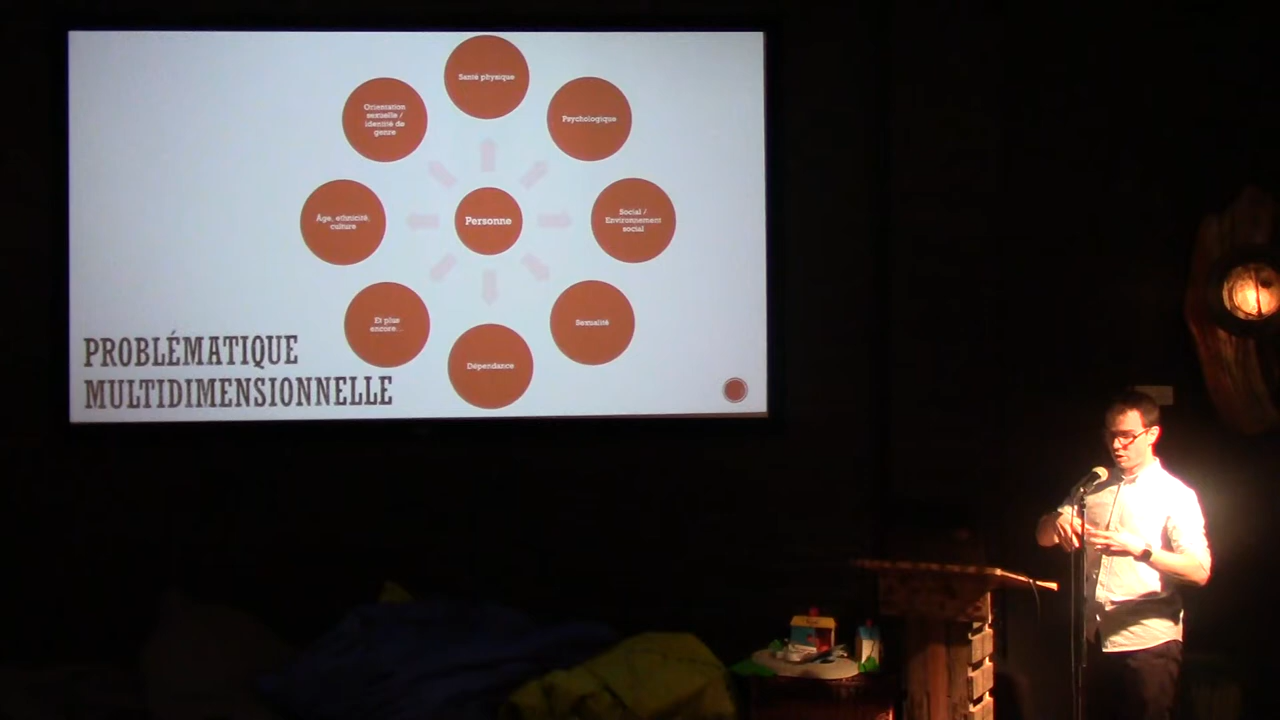 Santé physique
Orientation
sexuelle /
identité de
genre
Psychologique
Âge, ethnicité,
culture
Personne
Social /
Environnement
social
Et plus
encore...
Sexualité
Dépendance
PROBLÉMATIQUE
MULTIDIMENSIONNELLE